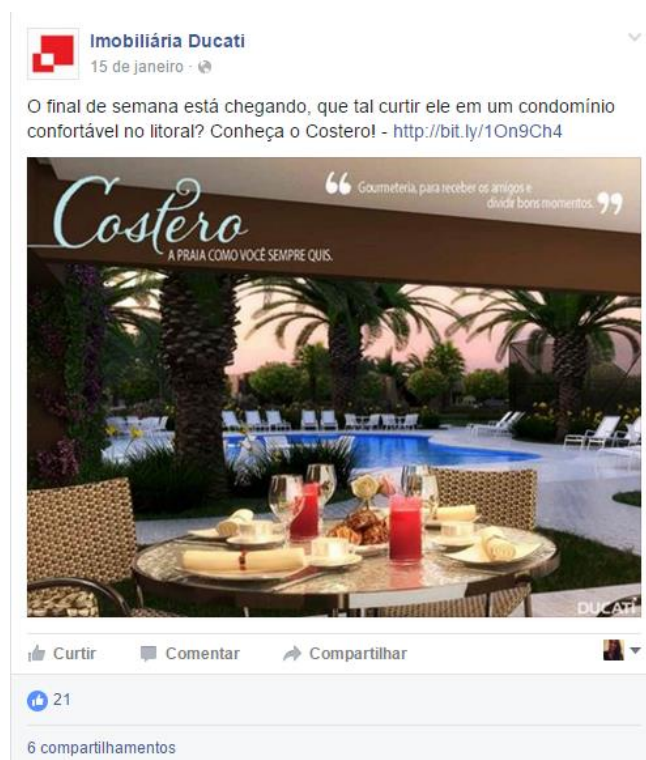 Imobiliária Ducati
15 de janeiro ·
O final de semana está chegando, que tal curtir ele em um condomínio
confortável no litoral? Conheça o Costero! - http://bit.ly/1On9Ch4
Costero
A PRAIA COMO VOCÊ SEMPRE QUIS.
“ Gourmeteria, para receber os amigos e
dividir bons momentos. ”
DUCATI
Curtir Comentar Compartilhar
21
6 compartilhamentos